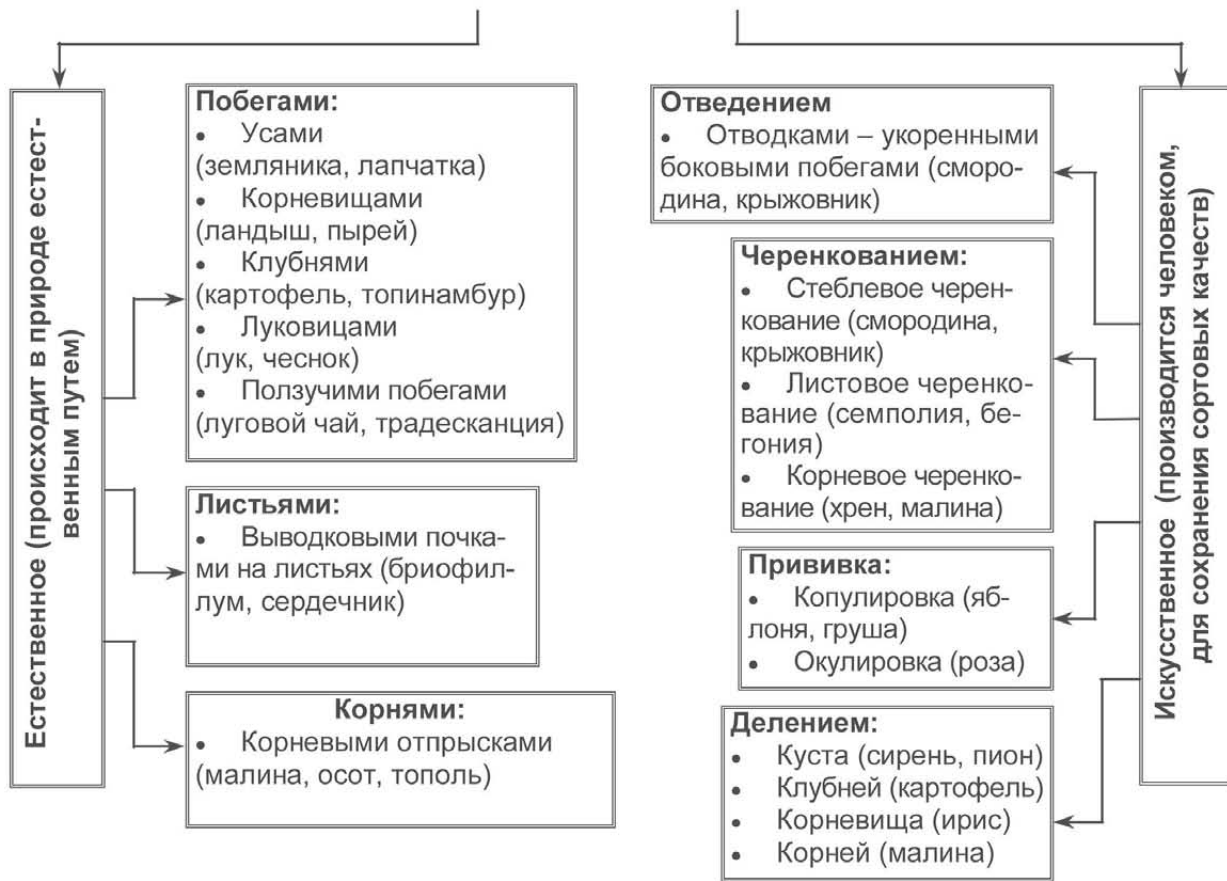 Естественное (происходит в природе естест-
венным путем)
Побегами:
• Усами
(земляника, лапчатка)
• Корневищами
(ландыш, пырей)
• Клубнями
(картофель, топинамбур)
• Луковицами
(лук, чеснок)
• Ползучими побегами
(луговой чай, традесканция)
Листьями:
• Выводковыми почка-
ми на листьях (бриофил-
лум, сердечник)
Корнями:
• Корневыми отпрысками
(малина, осот, тополь)
Отведением
• Отводками – укоренными
боковыми побегами (сморо-
дина, крыжовник)
Черенкованием:
• Стеблевое черен-
кование (смородина,
крыжовник)
• Листовое черенко-
вание (семполия, бе-
гония)
• Корневое черенко-
вание (хрен, малина)
Прививка:
• Копулировка (яб-
лоня, груша)
• Окулировка (роза)
Делением:
• Куста (сирень, пион)
• Клубней (картофель)
• Корневища (ирис)
• Корней (малина)
Искусственное (производится человеком,
для сохранения сортовых качеств)